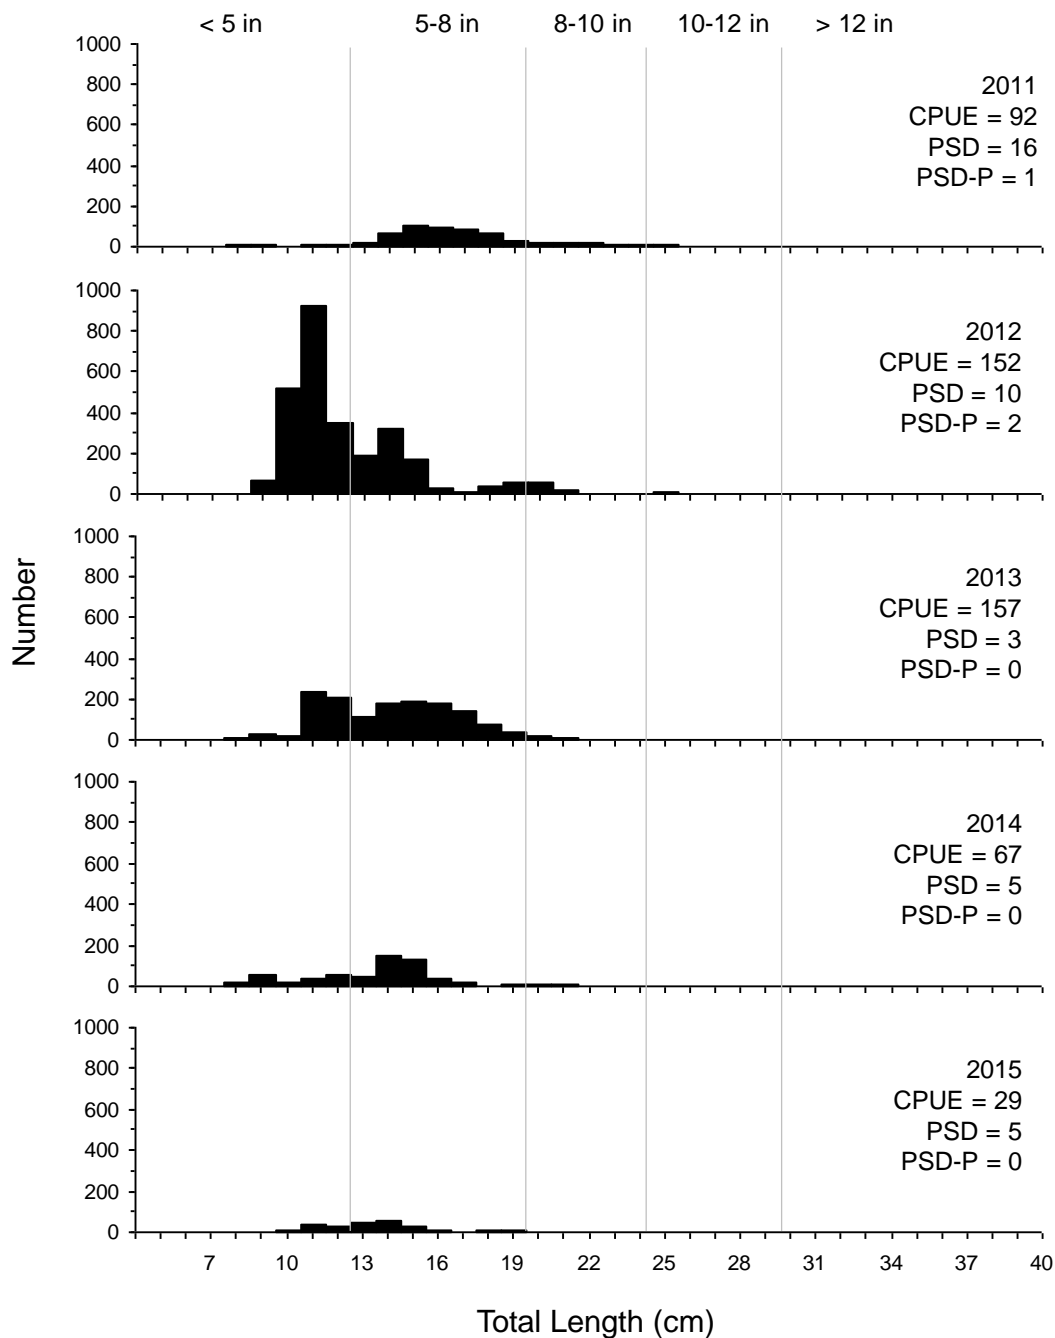 < 5 in 5-8 in 8-10 in 10-12 in > 12 in
1000
800
600
400
200
0
2011
CPUE = 92
PSD = 16
PSD-P = 1
1000
800
600
400
200
0
2012
CPUE = 152
PSD = 10
PSD-P = 2
1000
800
600
400
200
0
2013
CPUE = 157
PSD = 3
PSD-P = 0
1000
800
600
400
200
0
2014
CPUE = 67
PSD = 5
PSD-P = 0
1000
800
600
400
200
0
2015
CPUE = 29
PSD = 5
PSD-P = 0
Number
7 10 13 16 19 22 25 28 31 34 37 40
Total Length (cm)